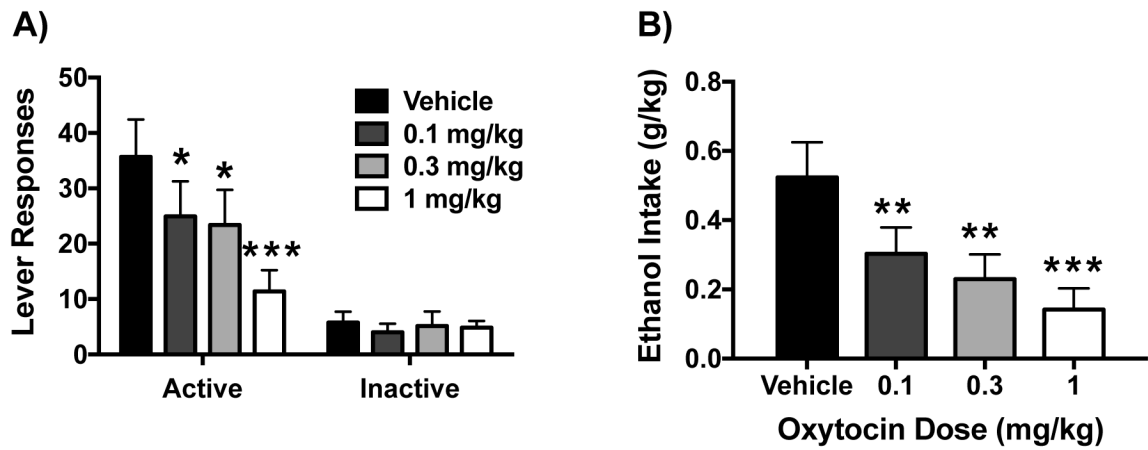 A)
Lever Responses
50
40
30
20
10
0
*
*
***
Vehicle
0.1 mg/kg
0.3 mg/kg
1 mg/kg
Active
Inactive
B)
Ethanol Intake (g/kg)
0.8
0.6
0.4
0.2
0.0
**
**
***
Vehicle 0.1 0.3 1
Oxytocin Dose (mg/kg)